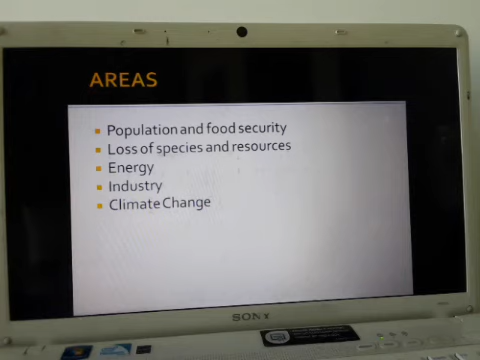 AREAS
Population and food security
Loss of species and resources
Energy
Industry
Climate Change
SONY